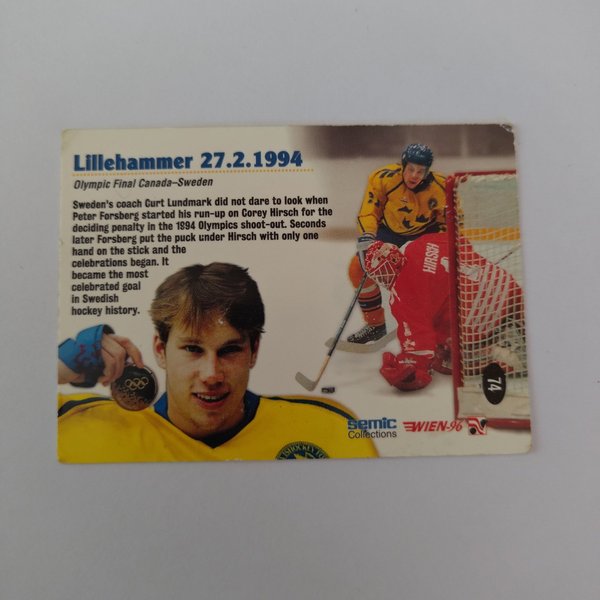 Lillehammer 27.2.1994
Olympic Final Canada–Sweden
Sweden's coach Curt Lundmark did not dare to look when
Peter Forsberg started his run-up on Corey Hirsch for the
deciding penalty in the 1994 Olympics shoot-out. Seconds
later Forsberg put the puck under Hirsch with only one
hand on the stick and the
celebrations began. It
became the most
celebrated goal
in Swedish
hockey history.
HIRSCH
74
semic
Collections
WIEN-96